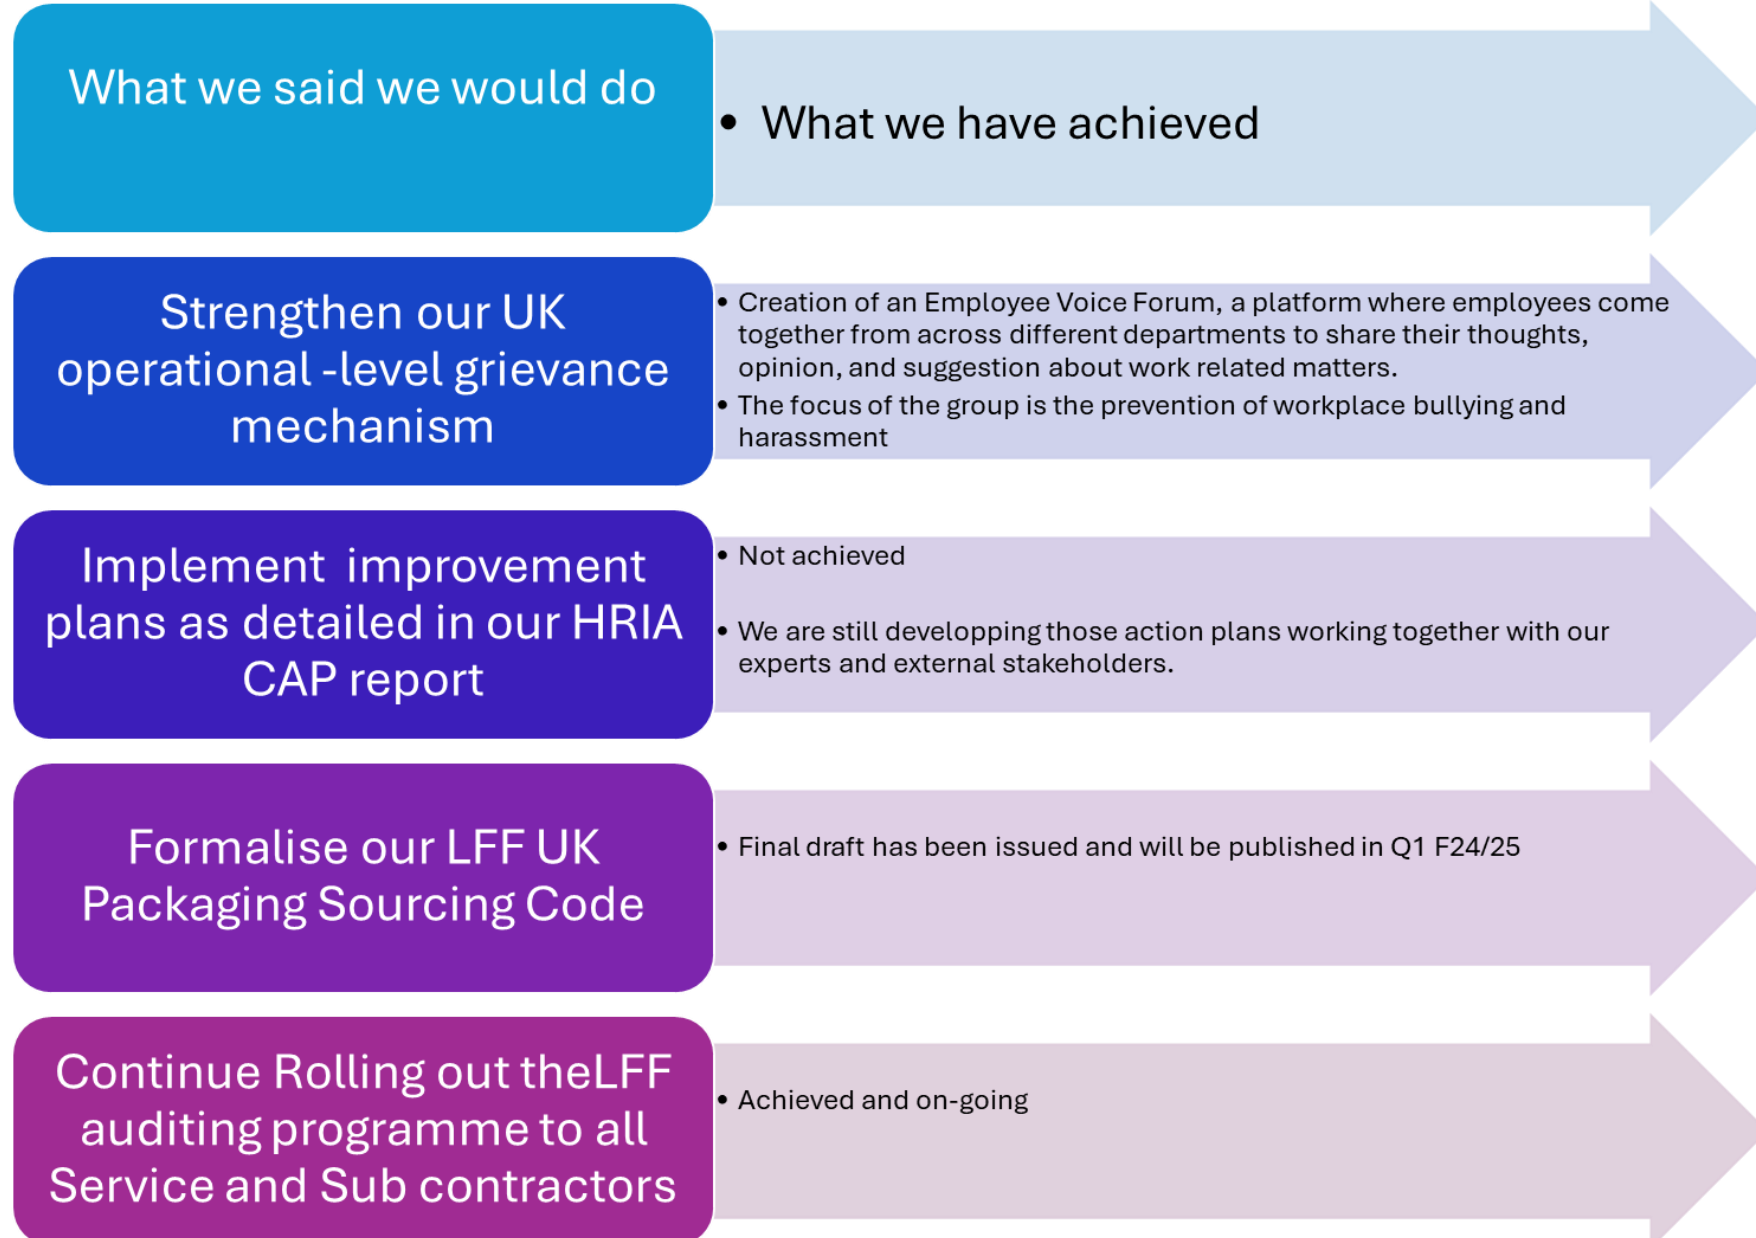 What we said we would do
• What we have achieved
Strengthen our UK
operational -level grievance
mechanism
• Creation of an Employee Voice Forum, a platform where employees come
together from across different departments to share their thoughts,
opinion, and suggestion about work related matters.
• The focus of the group is the prevention of workplace bullying and
harassment
Implement  improvement
plans as detailed in our HRIA
CAP report
• Not achieved
• We are still developping those action plans working together with our
experts and external stakeholders.
Formalise our LFF UK
Packaging Sourcing Code
• Final draft has been issued and will be published in Q1 F24/25
Continue Rolling out theLFF
auditing programme to all
Service and Sub contractors
• Achieved and on-going